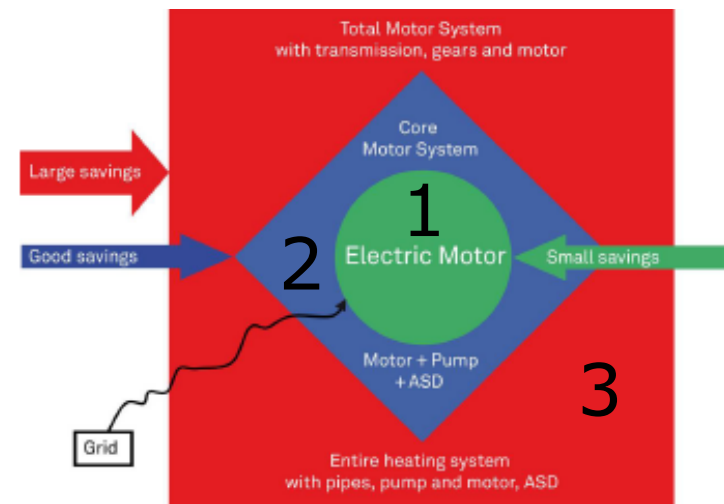 Total Motor System
with transmission, gears and motor
Core
Motor System
Large savings
1
2
Good savings
Electric Motor
Small savings
Motor + Pump
+ ASD
3
Grid
Entire heating system
with pipes, pump and motor, ASD